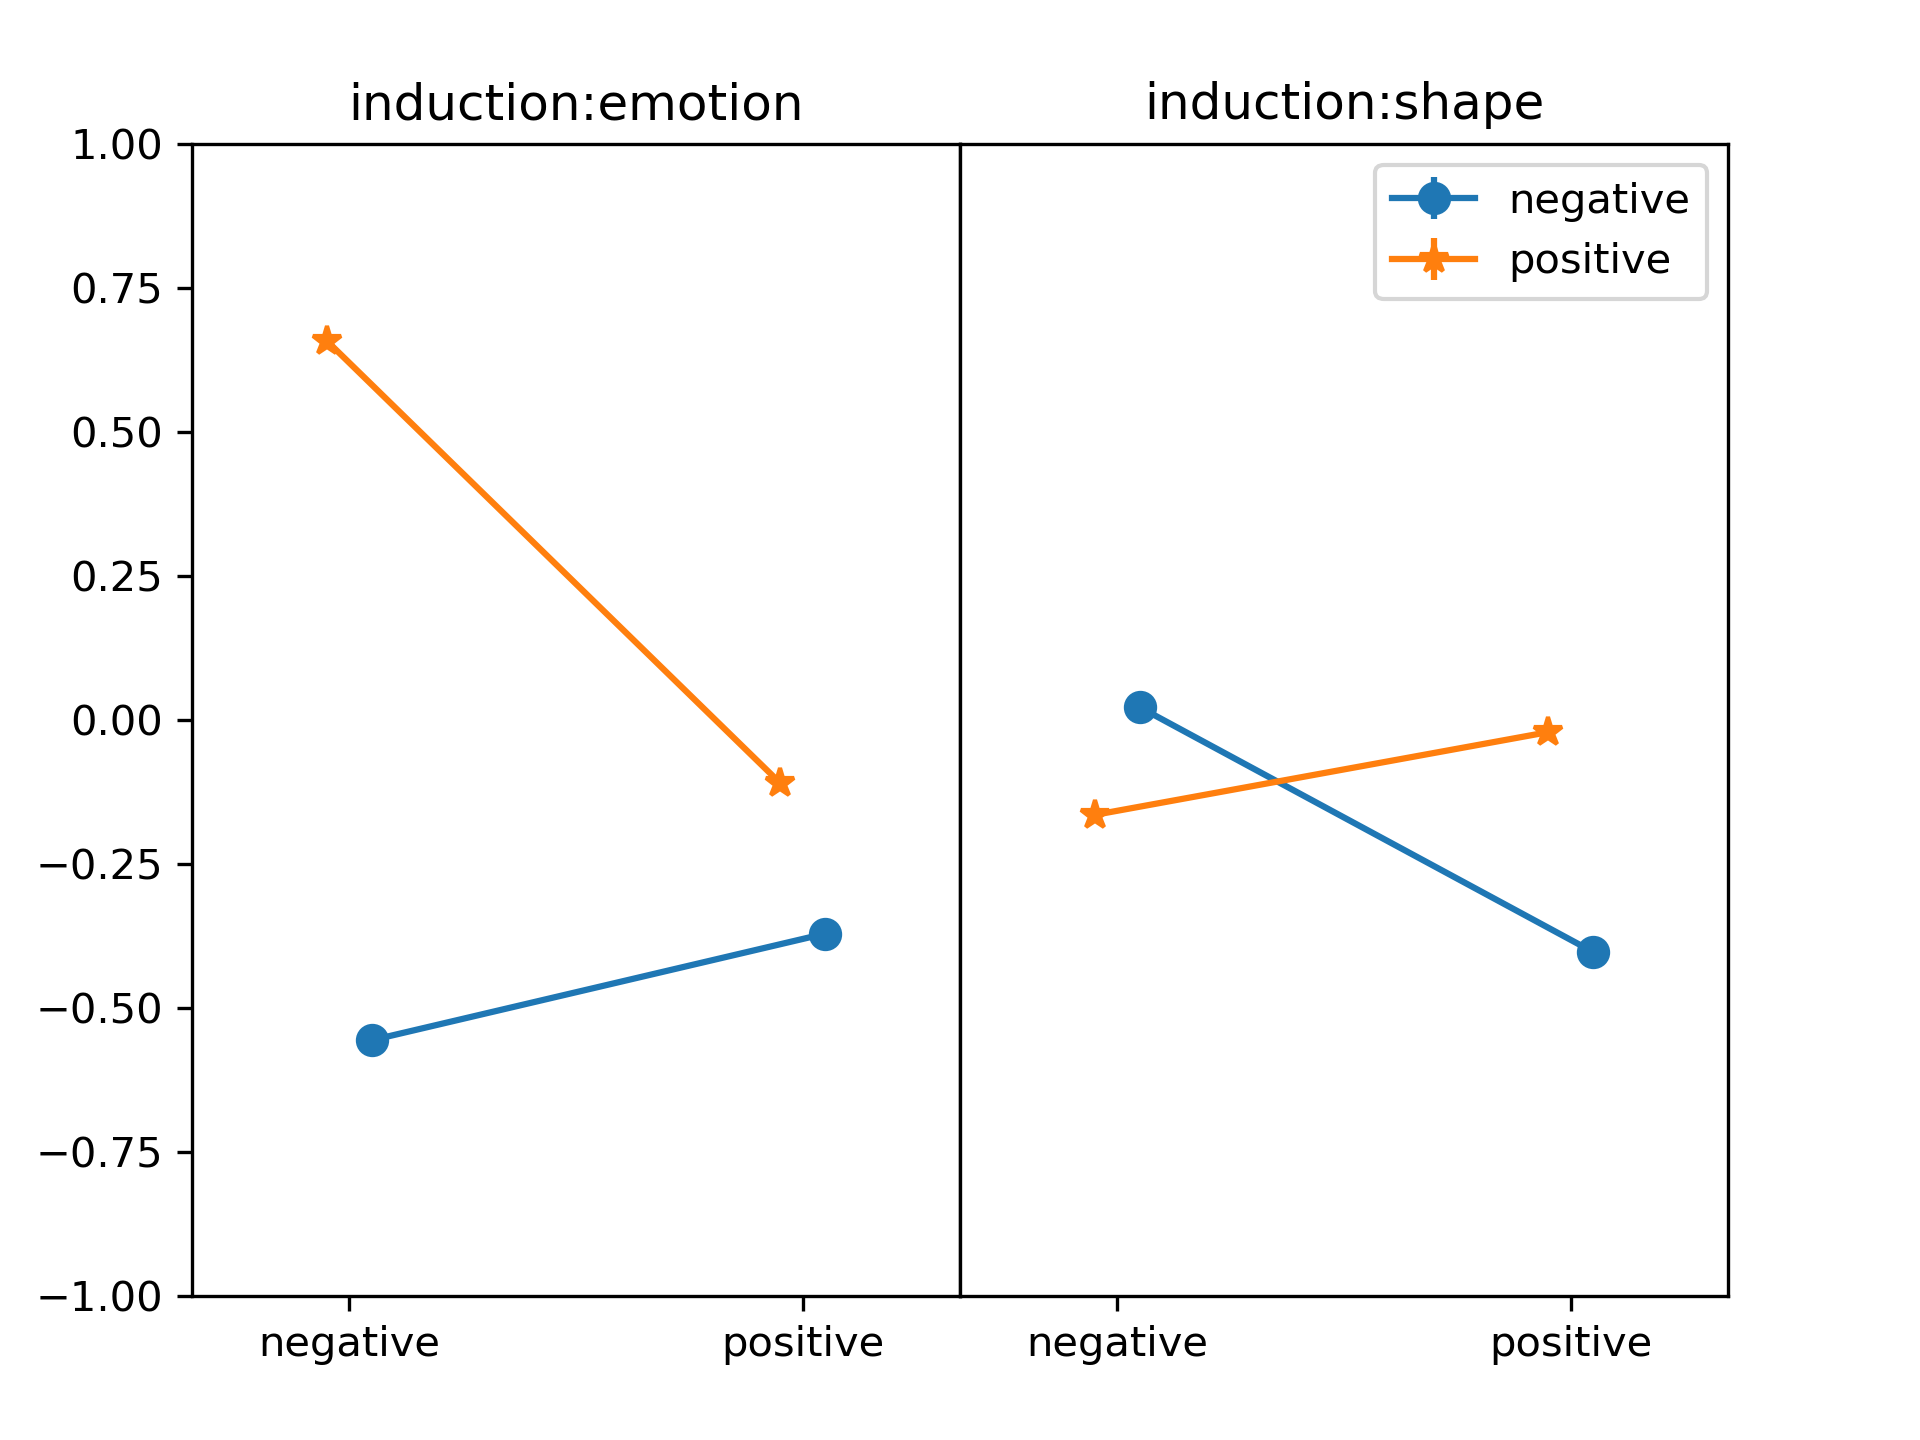 induction:emotion
induction:shape
1.00
0.75
0.50
0.25
0.00
−0.25
−0.50
−0.75
−1.00
negative
positive
negative
positive
negative
positive